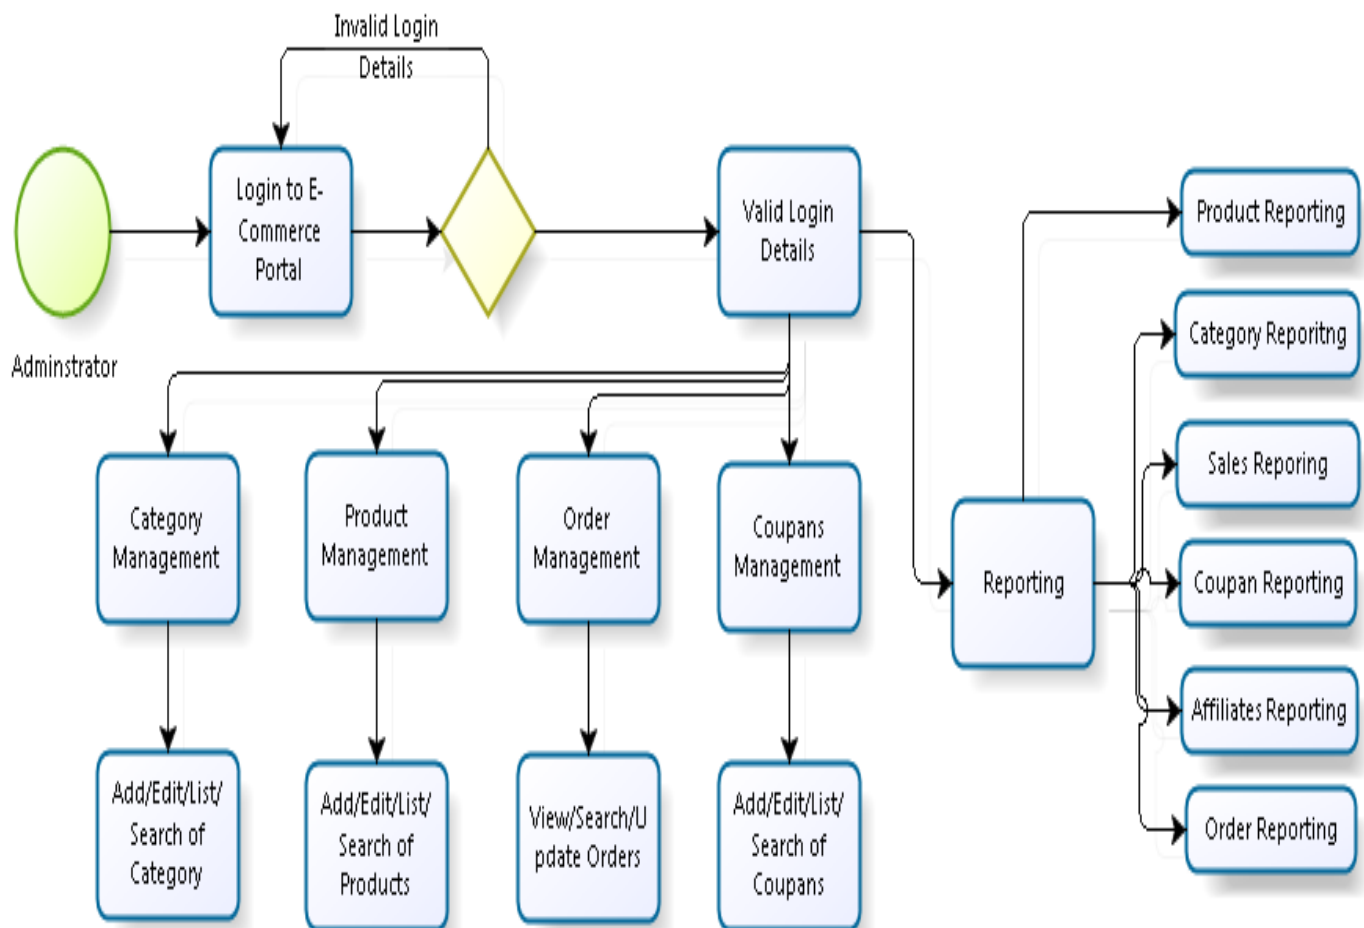 Invalid Login
Details
Login to E-
Commerce
Portal
Valid Login
Details
Adminstrator
Product Reporting
Category Reporitng
Sales Reporing
Coupan Reporting
Affiliates Reporting
Order Reporting
Reporting
Category
Management
Product
Management
Order
Management
Coupans
Management
Add/Edit/List/
Search of
Category
Add/Edit/List/
Search of
Products
View/Search/U
pdate Orders
Add/Edit/List/
Search of
Coupans